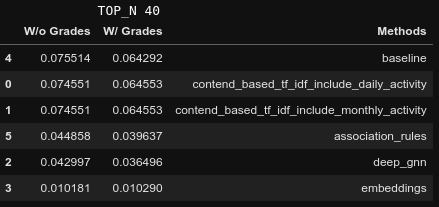 TOP_N 40
W/o Grades W/ Grades Methods
4 0.075514 0.064292 baseline
0 0.074551 0.064553 contend_based_tf_idf_include_daily_activity
1 0.074551 0.064553 contend_based_tf_idf_include_monthly_activity
5 0.044858 0.039637 association_rules
2 0.042997 0.036496 deep_gnn
3 0.010181 0.010290 embeddings